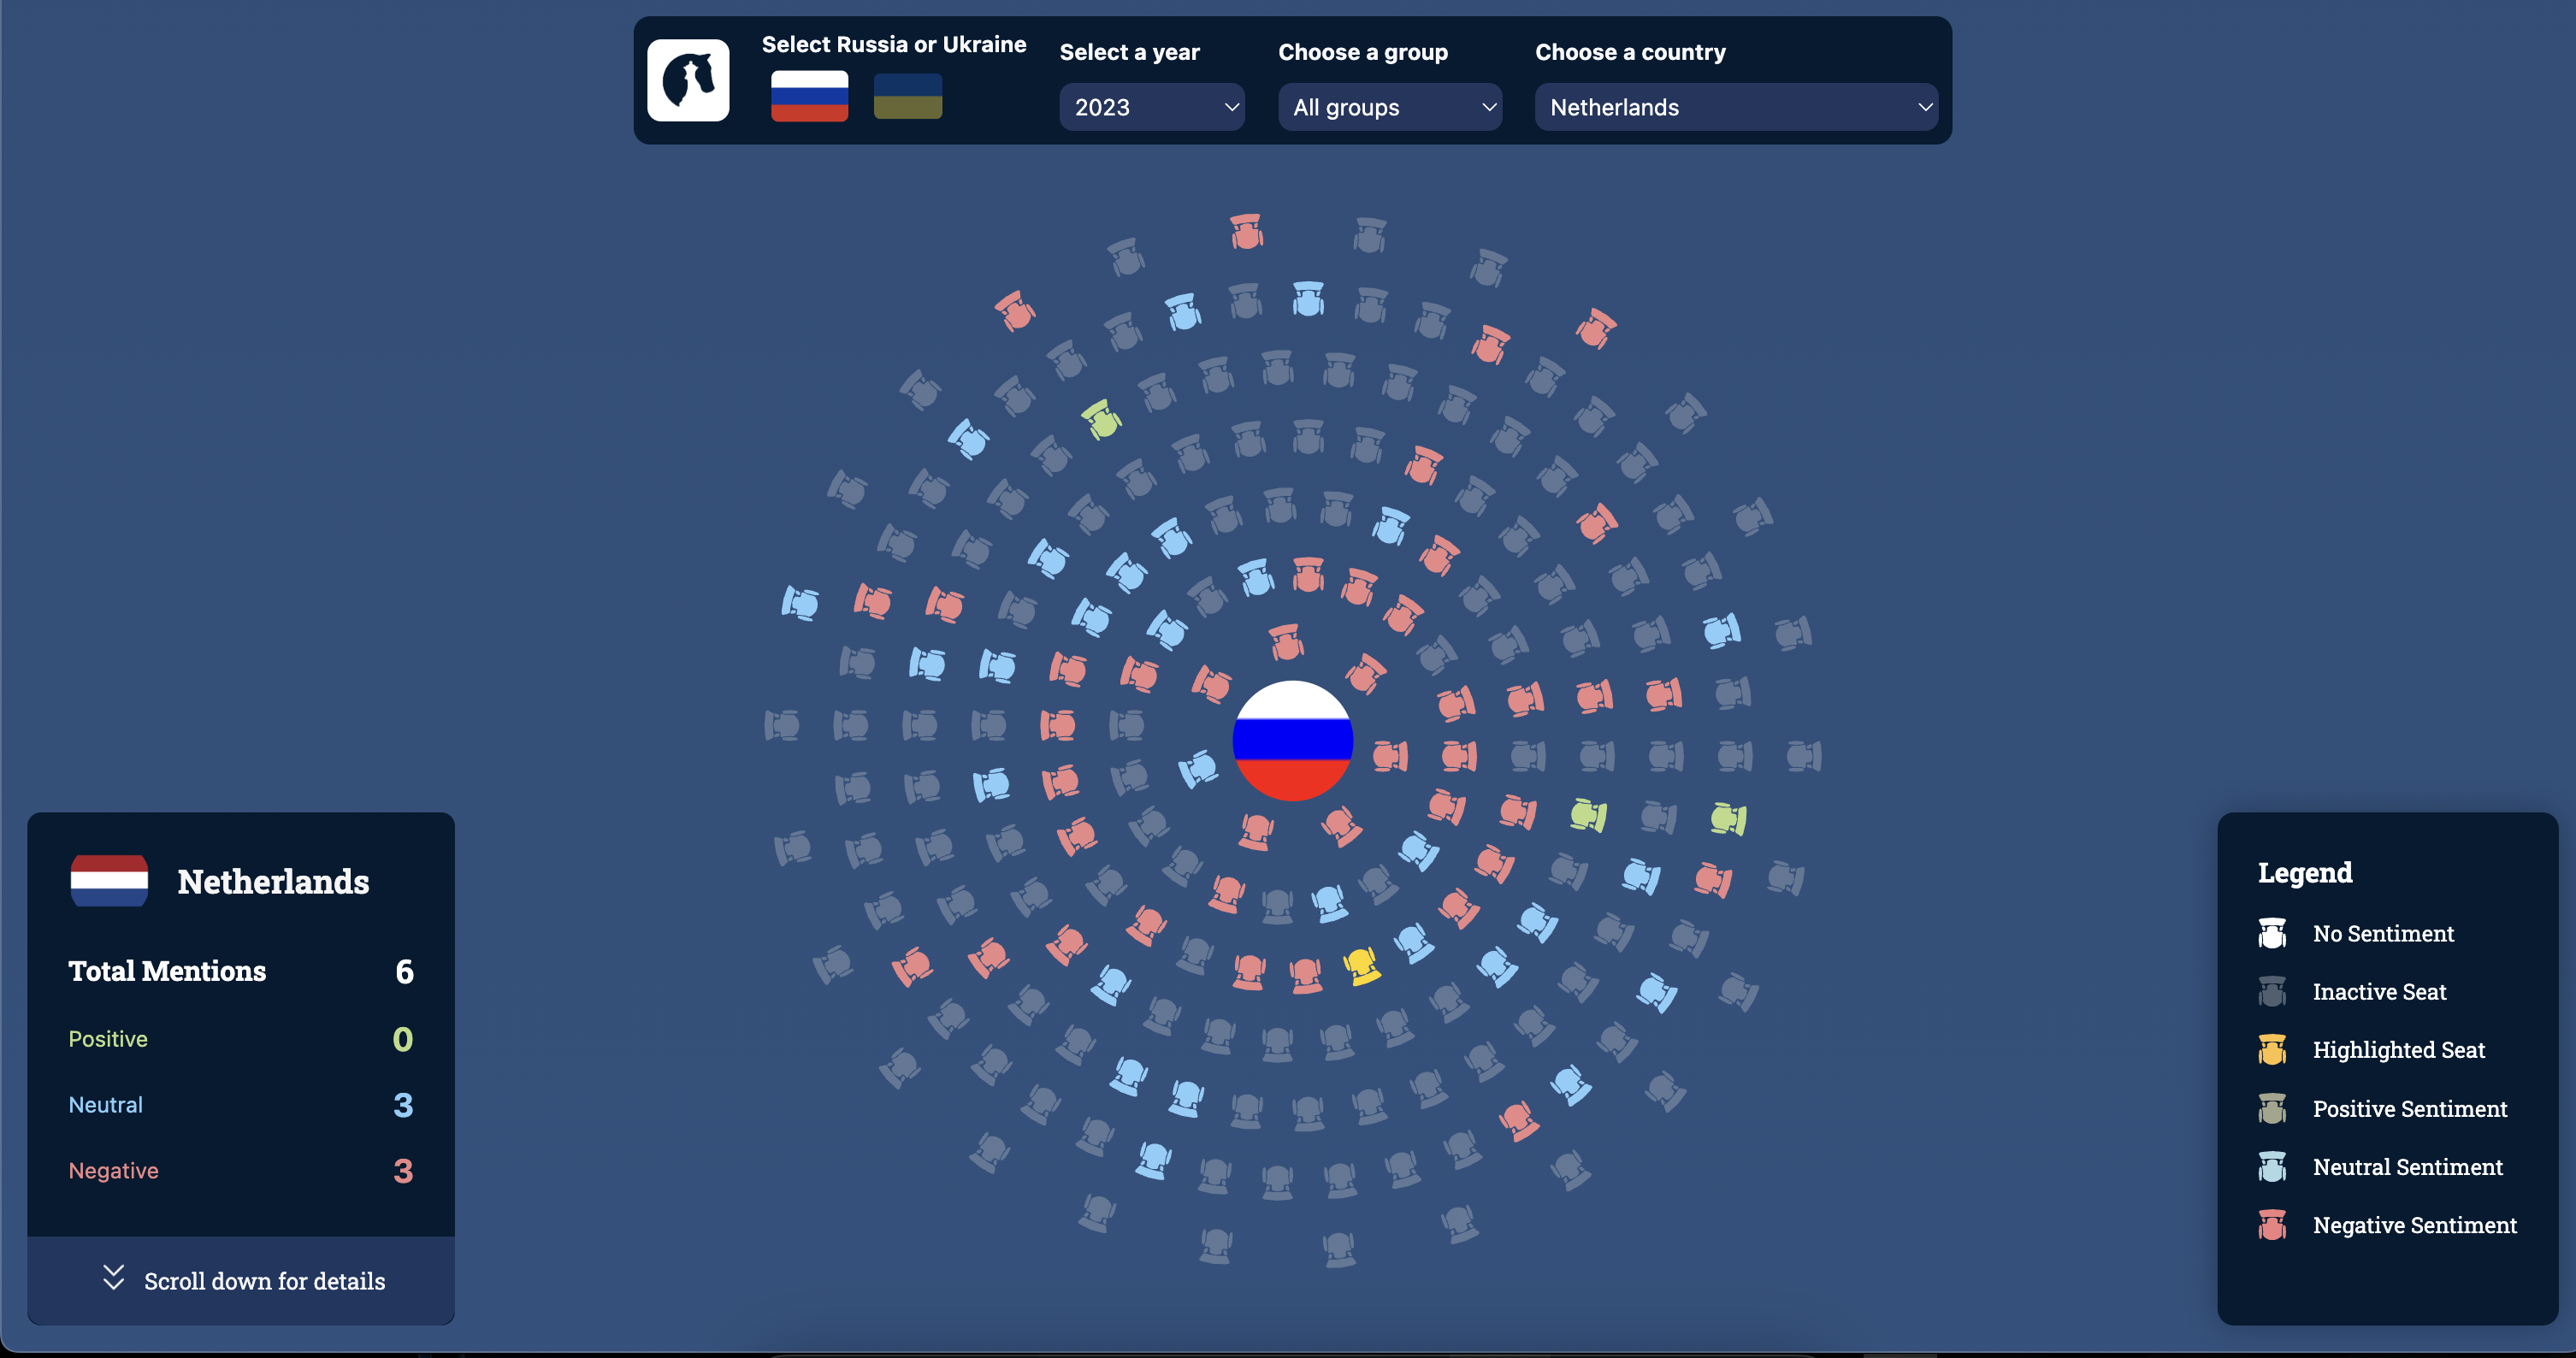 Select Russia or Ukraine
Select a year
Choose a group
Choose a country
2023
All groups
Netherlands
Netherlands
Total Mentions 6
Positive 0
Neutral 3
Negative 3
Scroll down for details
Legend
No Sentiment
Inactive Seat
Highlighted Seat
Positive Sentiment
Neutral Sentiment
Negative Sentiment